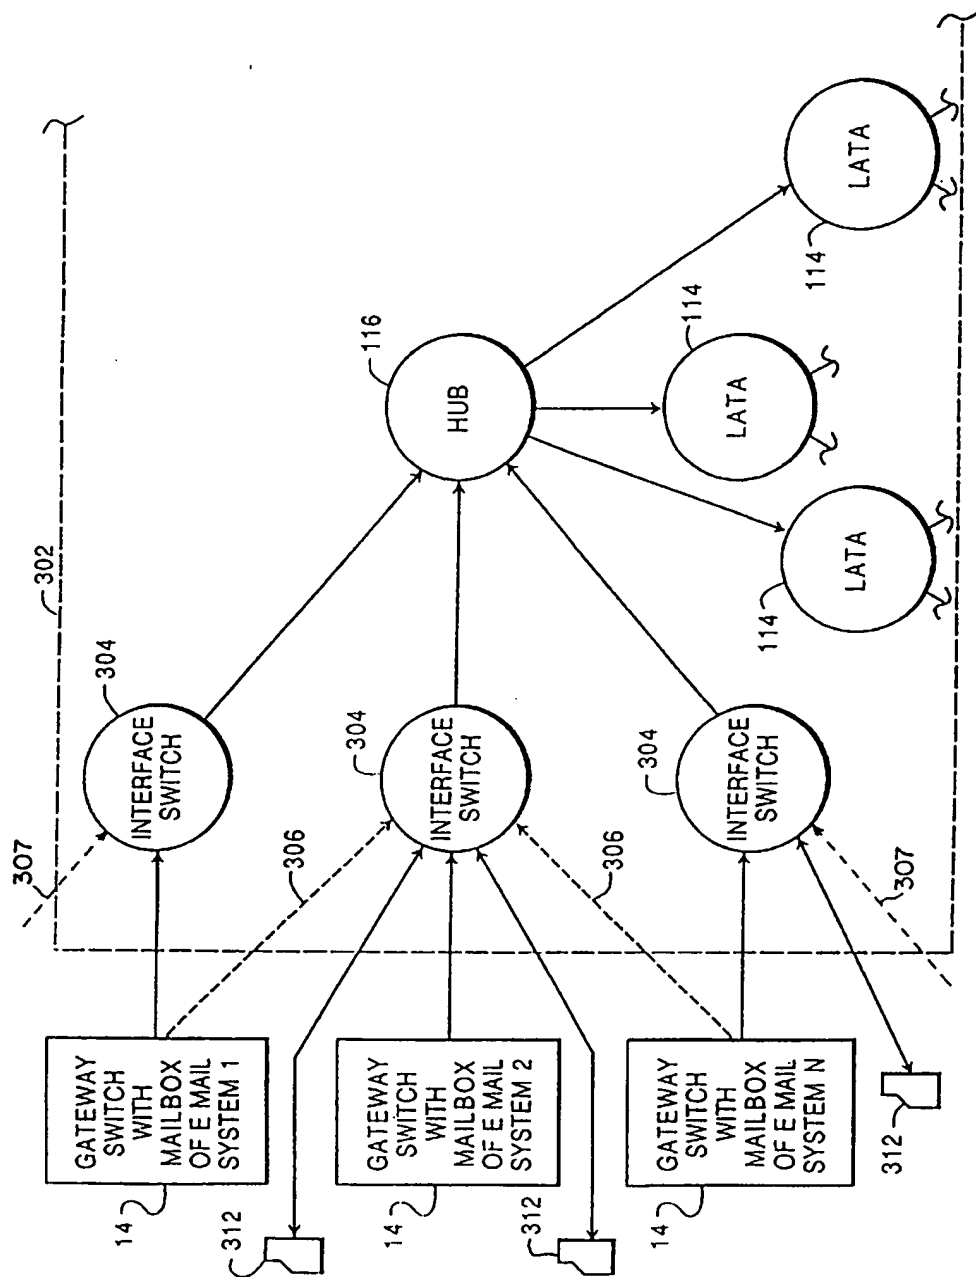 302
307
304
INTERFACE
SWITCH
GATEWAY
SWITCH
WITH
MAILBOX
OF E MAIL
SYSTEM 1
14
312
306
304
INTERFACE
SWITCH
116
HUB
GATEWAY
SWITCH
WITH
MAILBOX
OF E MAIL
SYSTEM 2
14
312
306
304
INTERFACE
SWITCH
307
GATEWAY
SWITCH
WITH
MAILBOX
OF E MAIL
SYSTEM N
14
312
114
LATA
114
LATA
114
LATA